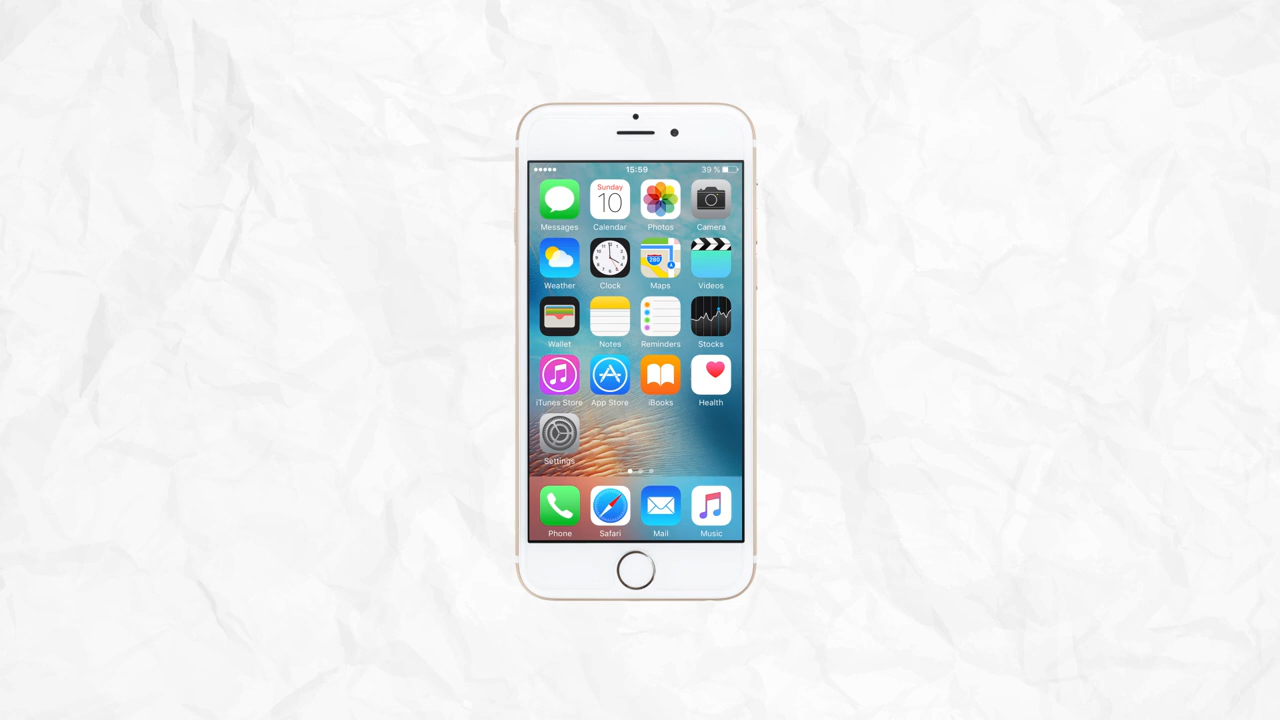 15:59 39 %
Sunday
10
Messages Calendar Photos Camera
280
Weather Clock Maps Videos
Wallet Notes Reminders Stocks
iTunes Store App Store iBooks Health
Settings
Phone Safari Mail Music